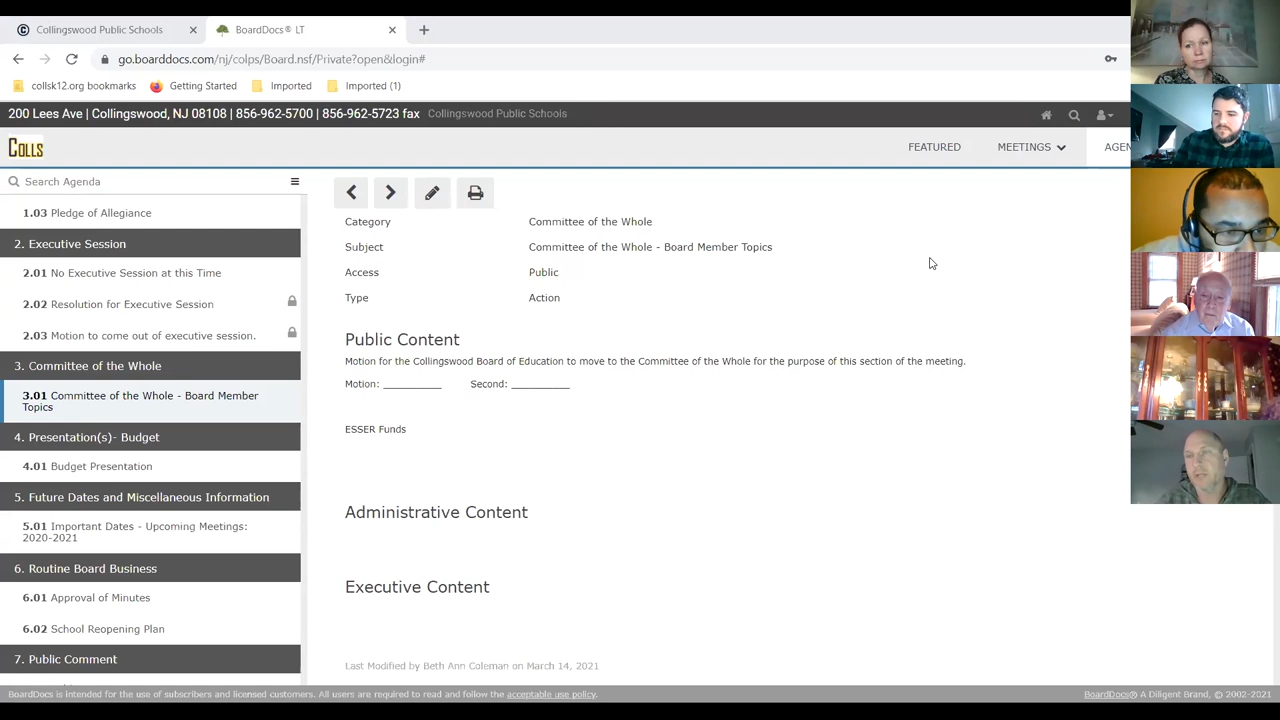 Collingswood Public Schools
BoardDocs® LT
go.boarddocs.com/nj/colps/Board.nsf/Private?open&login#
collsk12.org bookmarks
Getting Started
Imported
Imported (1)
200 Lees Ave | Collingswood, NJ 08108 | 856-962-5700 | 856-962-5723 fax Collingswood Public Schools
COLLS
FEATURED
MEETINGS
AGEN
Search Agenda
1.03 Pledge of Allegiance
2. Executive Session
2.01 No Executive Session at this Time
2.02 Resolution for Executive Session
2.03 Motion to come out of executive session.
3. Committee of the Whole
3.01 Committee of the Whole - Board Member
Topics
4. Presentation(s)- Budget
4.01 Budget Presentation
5. Future Dates and Miscellaneous Information
5.01 Important Dates - Upcoming Meetings:
2020-2021
6. Routine Board Business
6.01 Approval of Minutes
6.02 School Reopening Plan
7. Public Comment
Category Committee of the Whole
Subject Committee of the Whole - Board Member Topics
Access Public
Type Action
Public Content
Motion for the Collingswood Board of Education to move to the Committee of the Whole for the purpose of this section of the meeting.
Motion: __________ Second: __________
ESSER Funds
Administrative Content
Executive Content
Last Modified by Beth Ann Coleman on March 14, 2021
BoardDocs is intended for the use of subscribers and licensed customers. All users are required to read and follow the acceptable use policy.
BoardDocs® A Diligent Brand, © 2002-2021